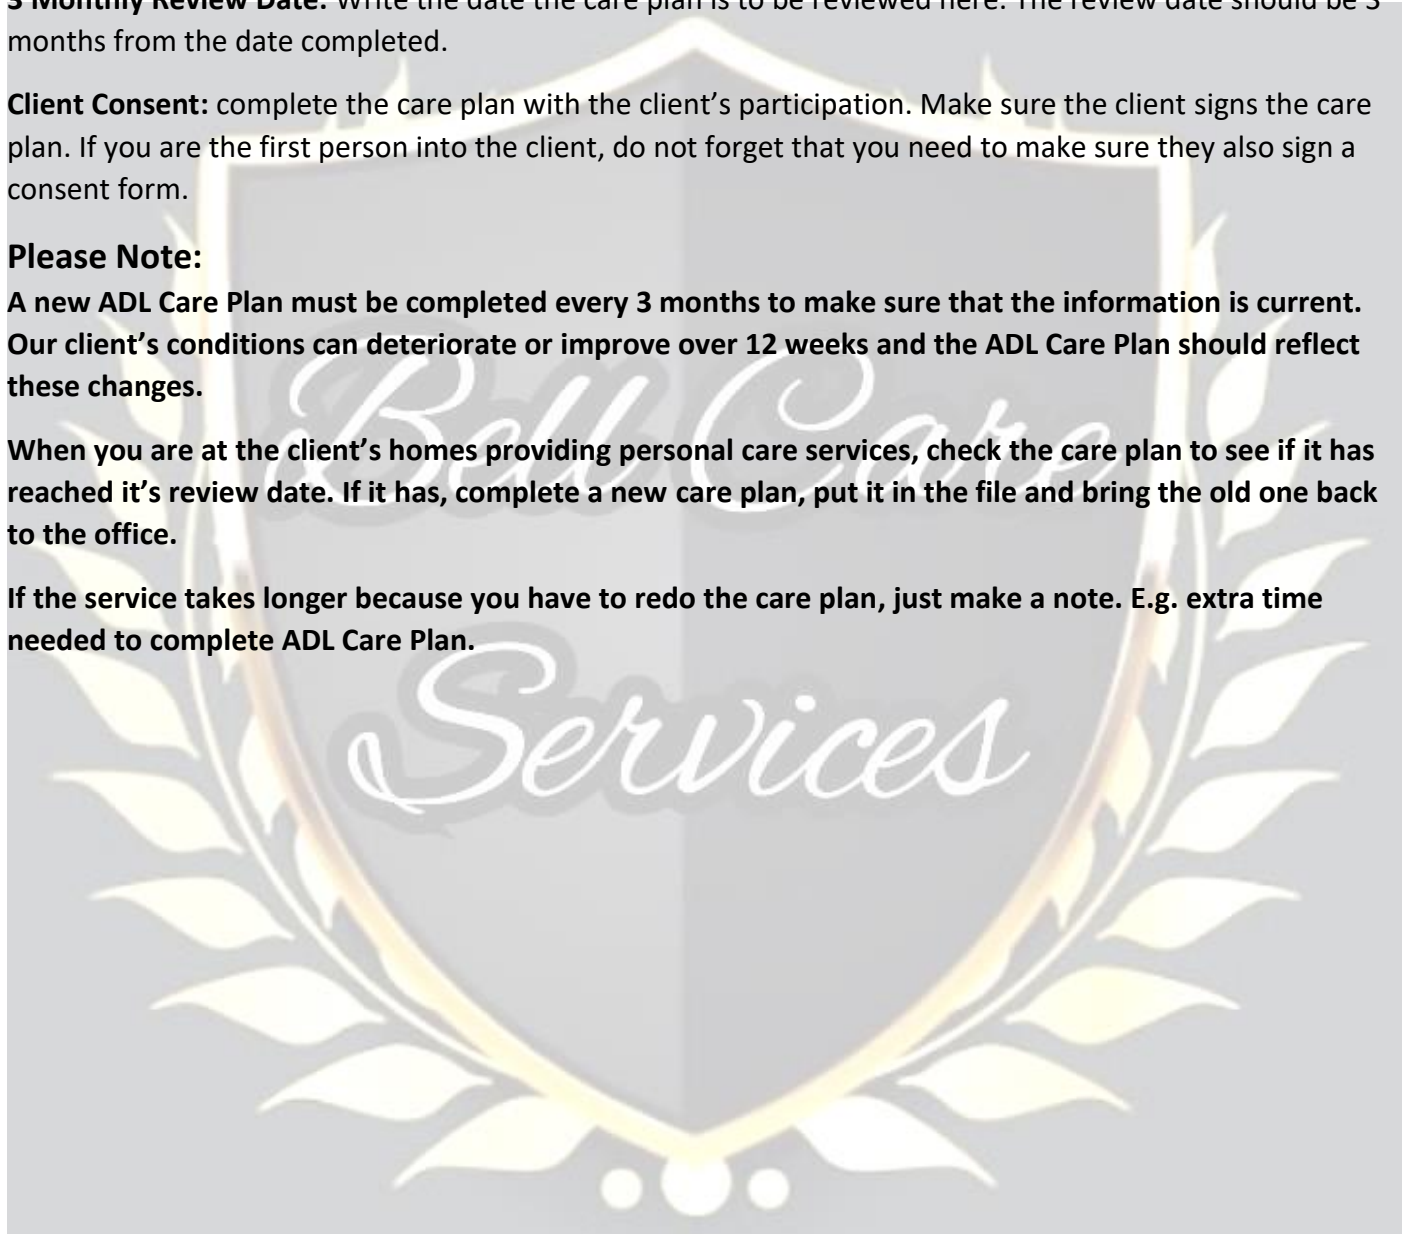 3 Monthly Review Date: Write the date the care plan is to be reviewed here. The review date should be 3
months from the date completed.
Client Consent: complete the care plan with the client's participation. Make sure the client signs the care
plan. If you are the first person into the client, do not forget that you need to make sure they also sign a
consent form.
Please Note:
A new ADL Care Plan must be completed every 3 months to make sure that the information is current.
Our client's conditions can deteriorate or improve over 12 weeks and the ADL Care Plan should reflect
these changes.
When you are at the client's homes providing personal care services, check the care plan to see if it has
reached it's review date. If it has, complete a new care plan, put it in the file and bring the old one back
to the office.
If the service takes longer because you have to redo the care plan, just make a note. E.g. extra time
needed to complete ADL Care Plan.
Bell Care
Services